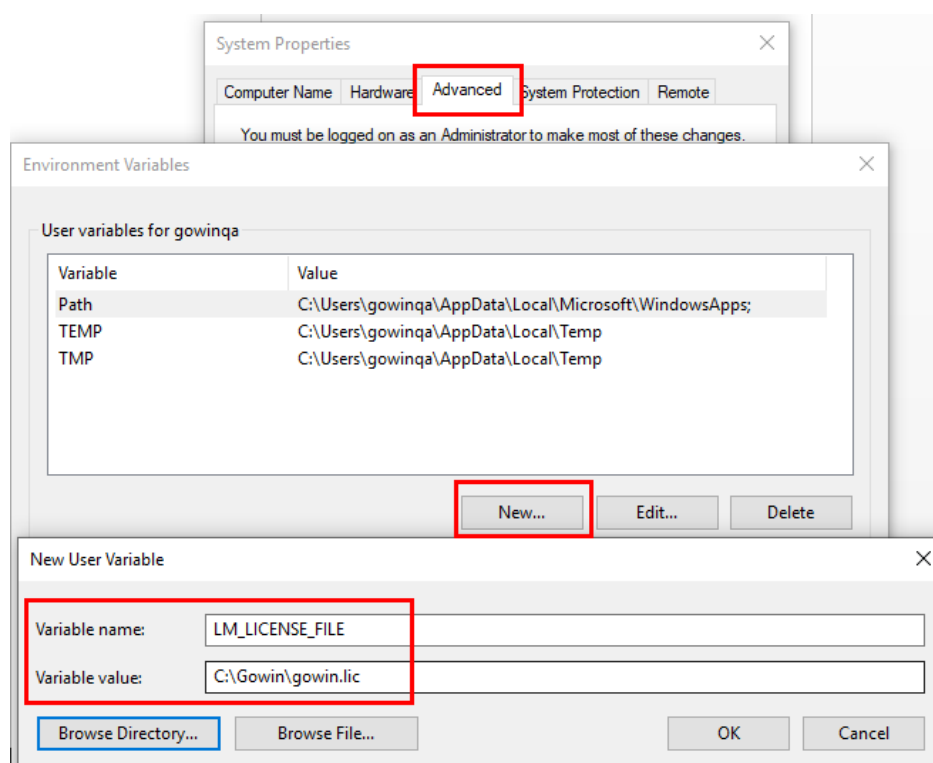 System Properties
Computer Name Hardware Advanced System Protection Remote
You must be logged on as an Administrator to make most of these changes.
Environment Variables
User variables for gowinqa
Variable Value
Path C:\Users\gowinqa\AppData\Local\Microsoft\WindowsApps;
TEMP C:\Users\gowinqa\AppData\Local\Temp
TMP C:\Users\gowinqa\AppData\Local\Temp
New... Edit... Delete
New User Variable
Variable name: LM_LICENSE_FILE
Variable value: C:\Gowin\gowin.lic
Browse Directory... Browse File... OK Cancel